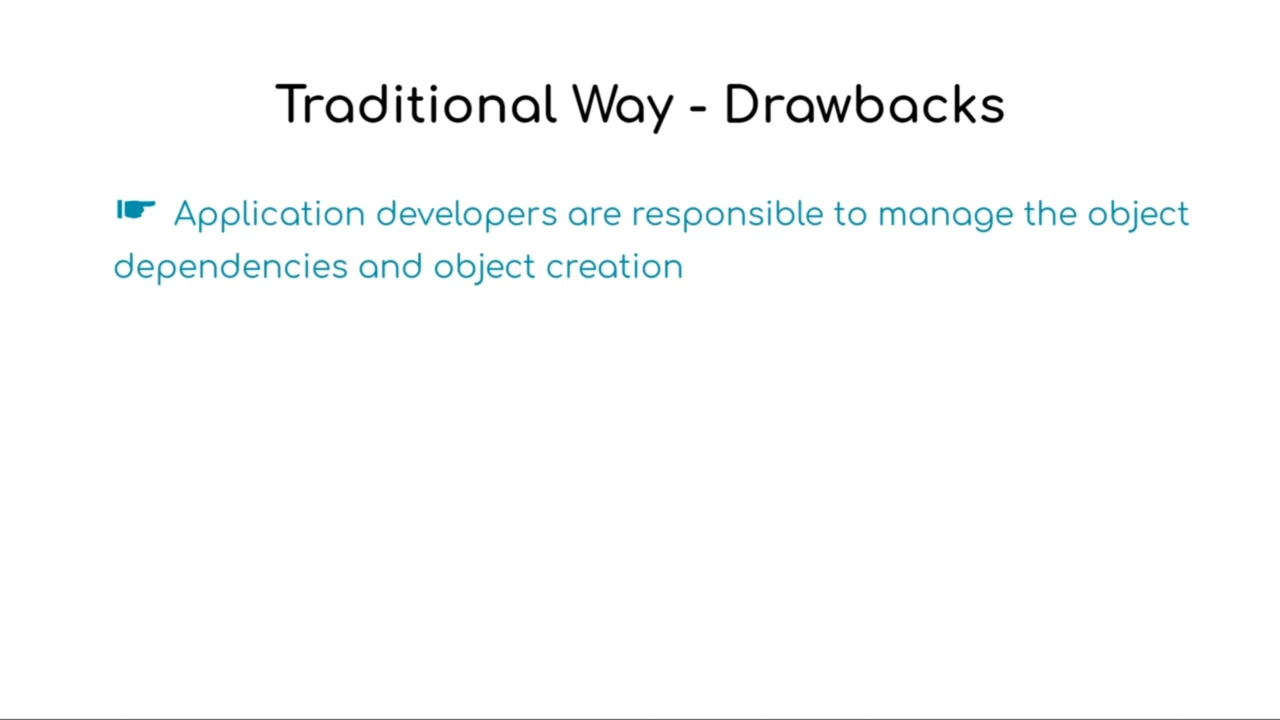 Traditional Way - Drawbacks
☛ Application developers are responsible to manage the object
dependencies and object creation